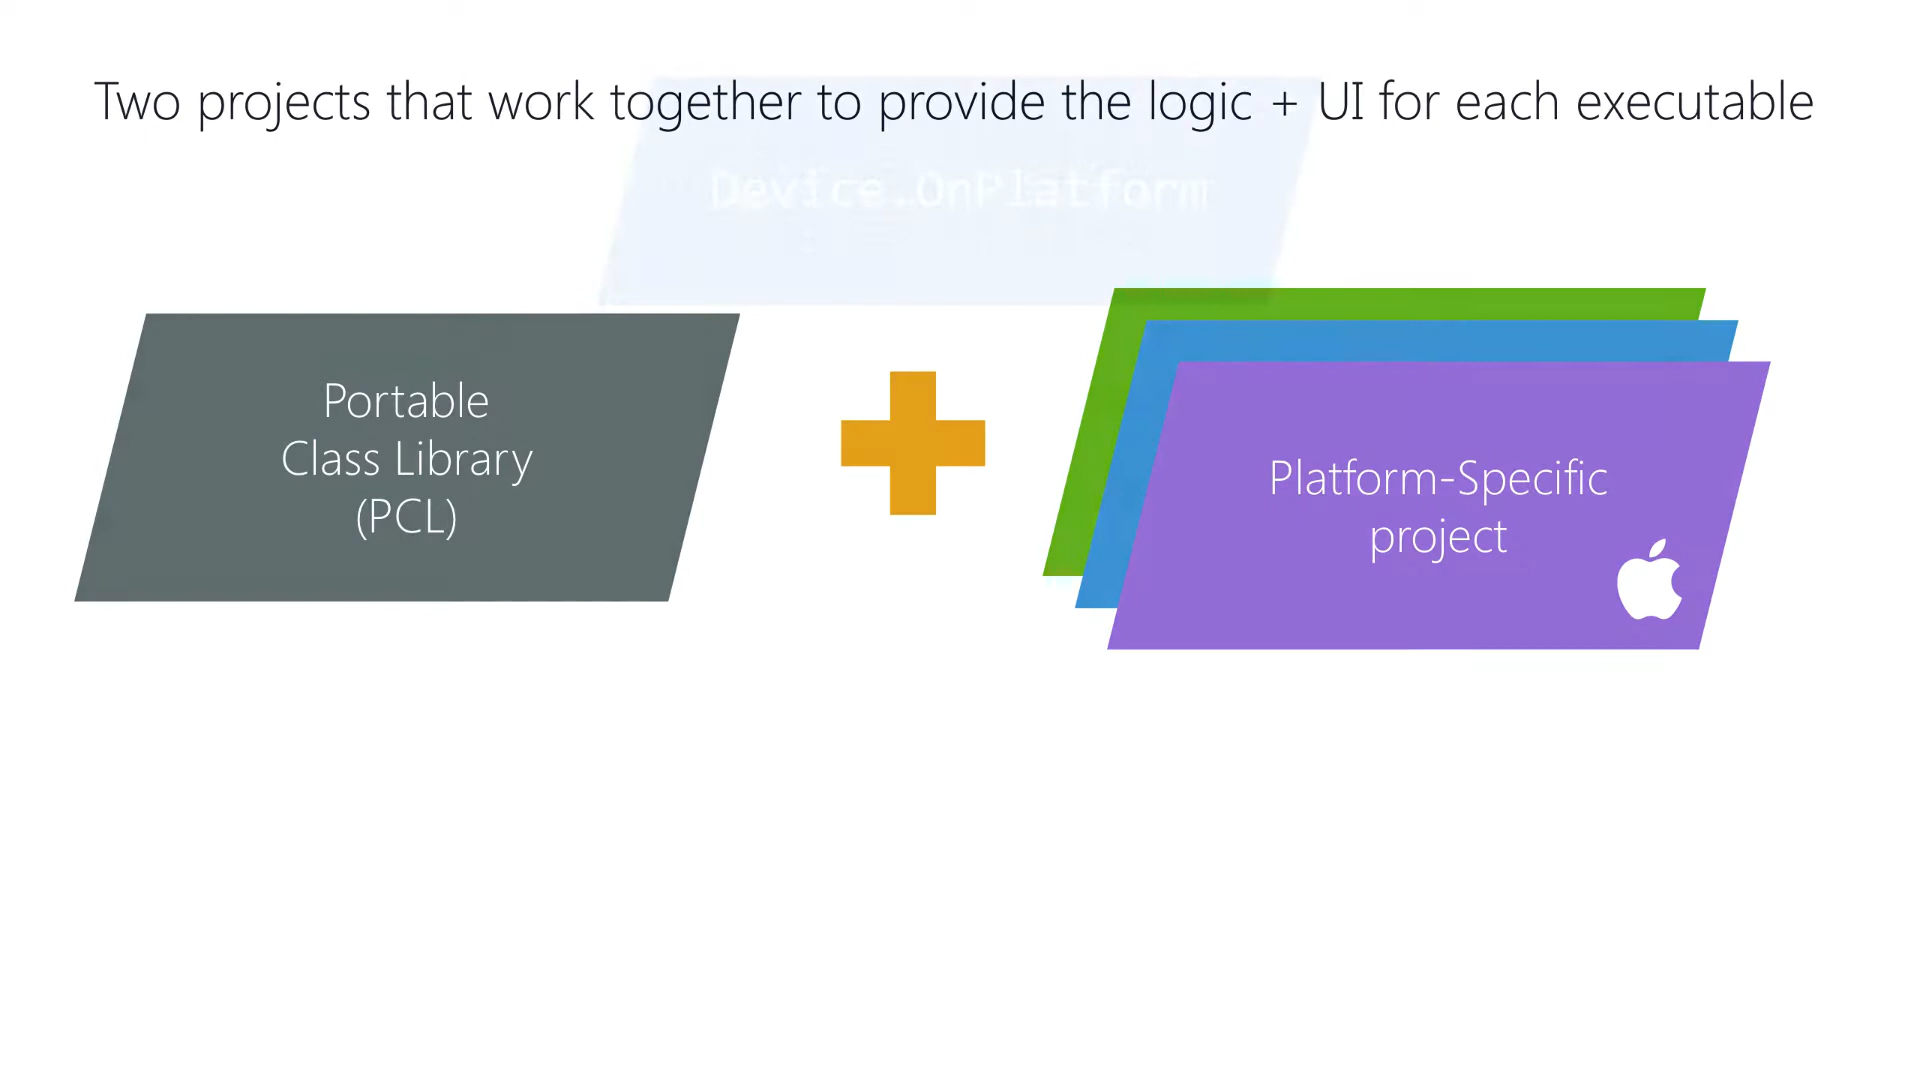 Two projects that work together to provide the logic + UI for each executable
Device.OnPlatform
Portable
Class Library
(PCL)
Platform-Specific
project